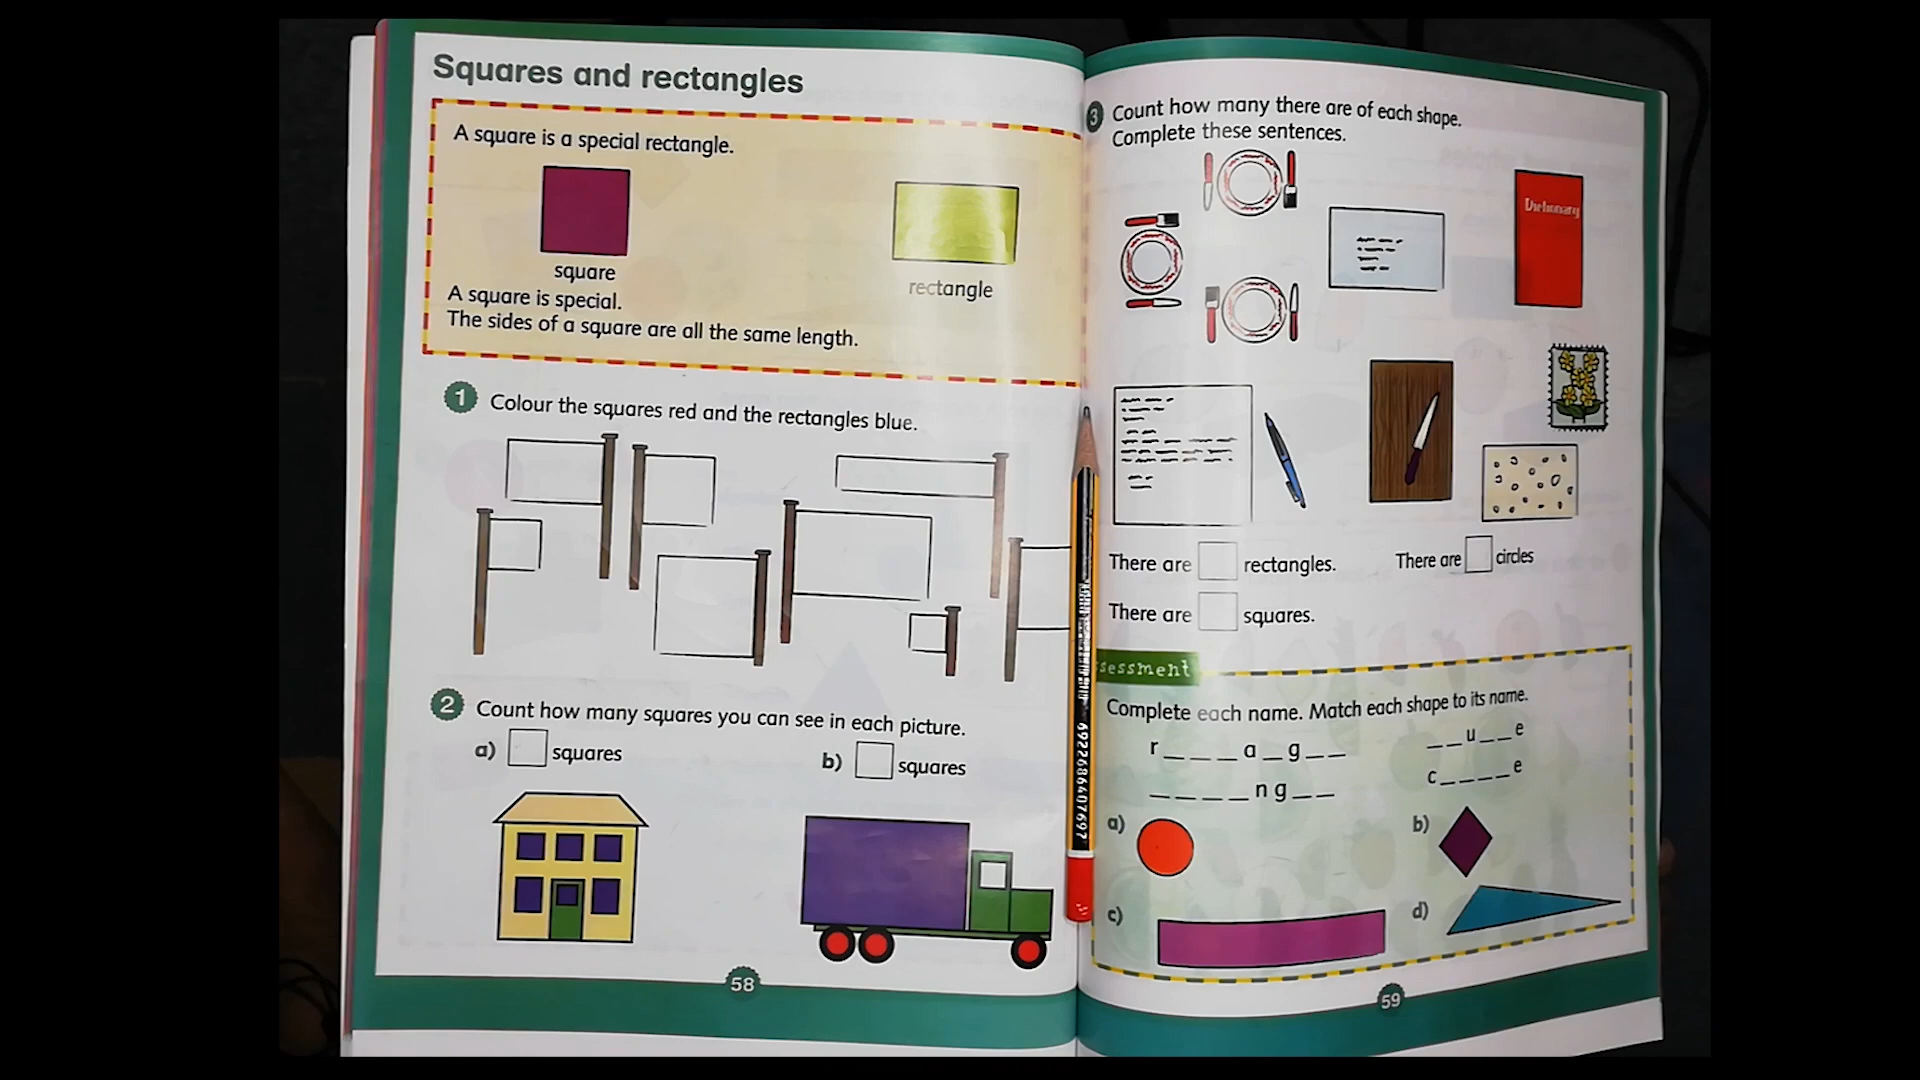 Squares and rectangles
A square is a special rectangle.
square
rectangle
A square is special.
The sides of a square are all the same length.
1 Colour the squares red and the rectangles blue.
2 Count how many squares you can see in each picture.
a) squares
b) squares
58
3 Count how many there are of each shape.
Complete these sentences.
Dictionary
There are rectangles.
There are circles
There are squares.
sessment
Complete each name. Match each shape to its name.
r _ _ _ a _ g _ _
_ _ u _ _ e
c _ _ _ _ e
_ _ _ _ _ n g _ _
a)
b)
c)
d)
59
6922686407697